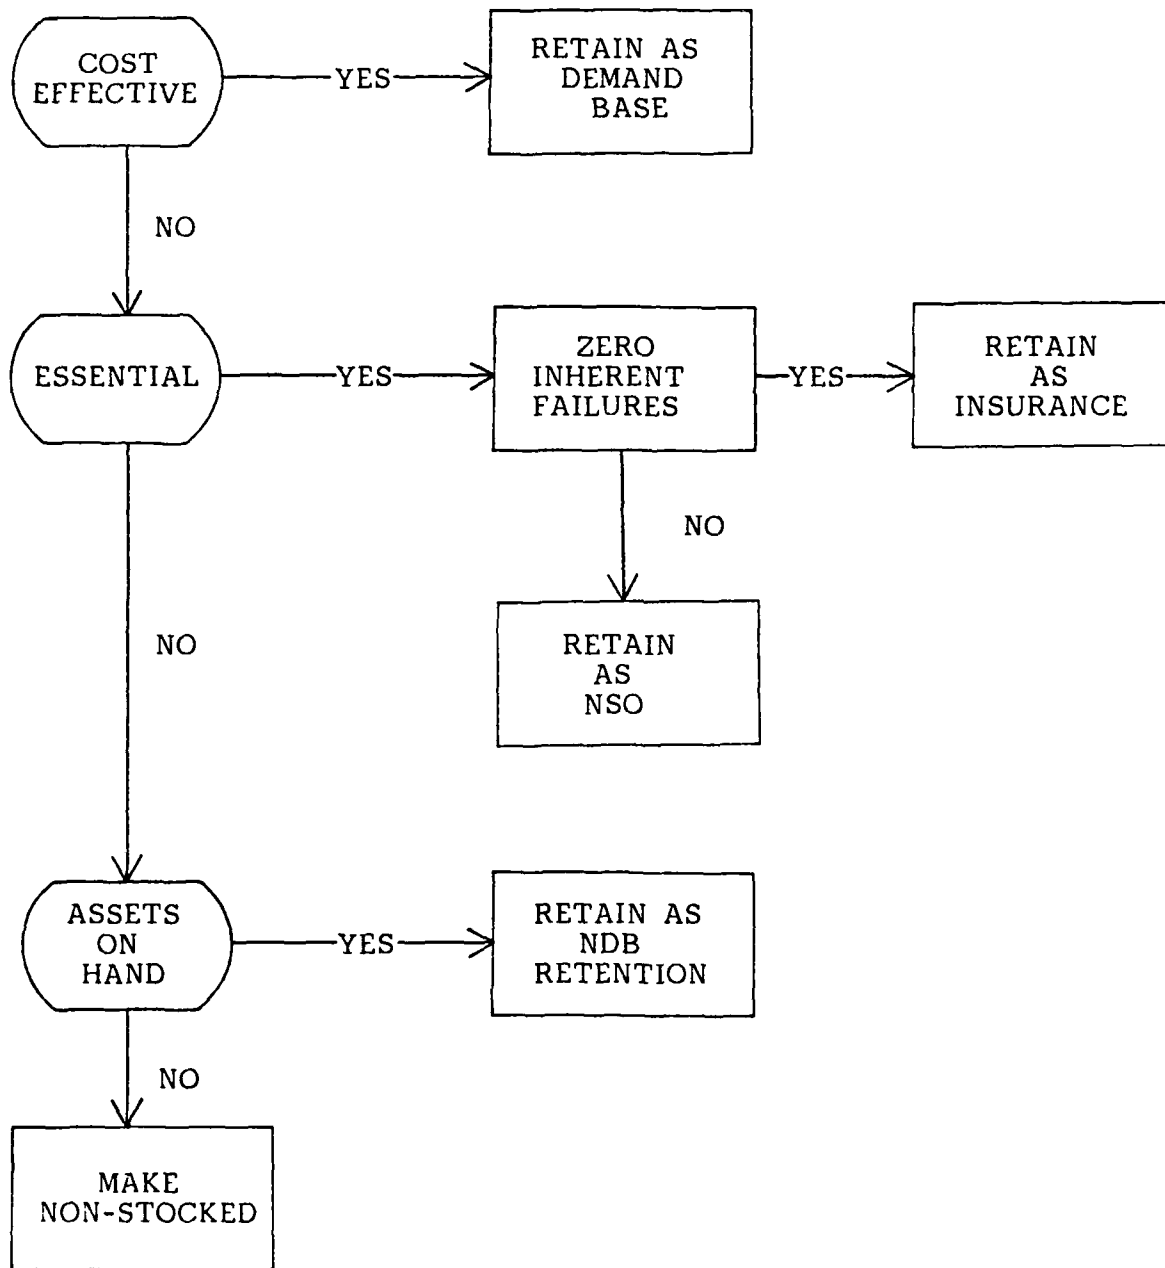 COST
EFFECTIVE
YES
RETAIN AS
DEMAND
BASE
NO
ESSENTIAL
YES
ZERO
INHERENT
FAILURES
YES
RETAIN
AS
INSURANCE
NO
RETAIN
AS
NSO
NO
ASSETS
ON
HAND
YES
RETAIN AS
NDB
RETENTION
NO
MAKE
NON-STOCKED